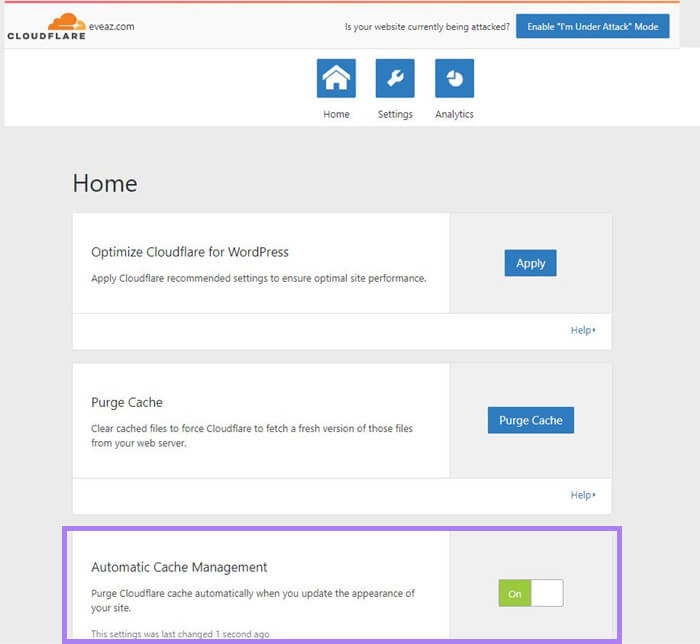 CLOUDFLARE
eveaz.com
Is your website currently being attacked?
Enable "I'm Under Attack" Mode
Home
Settings
Analytics
Home
Optimize Cloudflare for WordPress
Apply Cloudflare recommended settings to ensure optimal site performance.
Apply
Help
Purge Cache
Clear cached files to force Cloudflare to fetch a fresh version of those files
from your web server.
Purge Cache
Help
Automatic Cache Management
Purge Cloudflare cache automatically when you update the appearance of
your site.
On
This settings was last changed 1 second ago